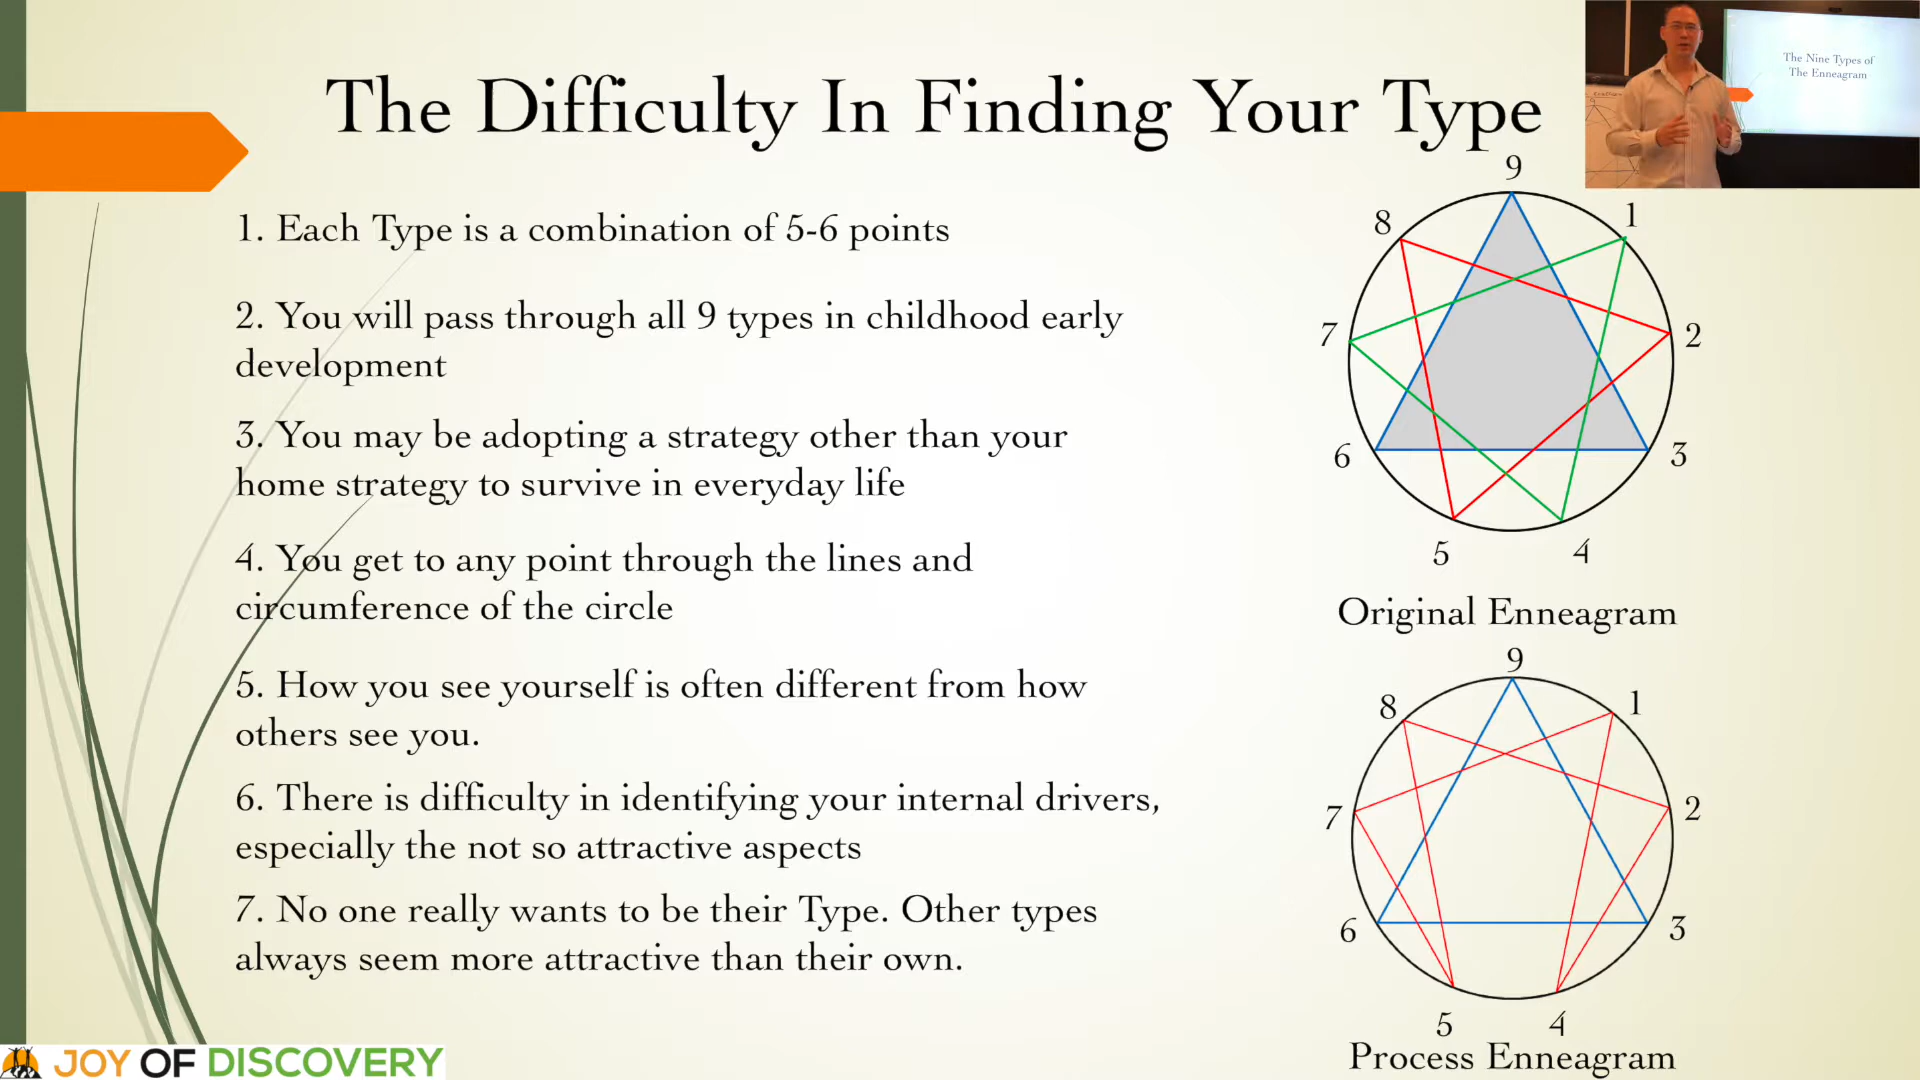 The Difficulty In Finding Your Type
The Nine Types of
The Enneagram
1. Each Type is a combination of 5-6 points
2. You will pass through all 9 types in childhood early
development
3. You may be adopting a strategy other than your
home strategy to survive in everyday life
4. You get to any point through the lines and
circumference of the circle
5. How you see yourself is often different from how
others see you.
6. There is difficulty in identifying your internal drivers,
especially the not so attractive aspects
7. No one really wants to be their Type. Other types
always seem more attractive than their own.
9
8
1
7
2
6
3
5
4
Original Enneagram
9
8
1
7
2
6
3
5
4
Process Enneagram
JOY OF DISCOVERY